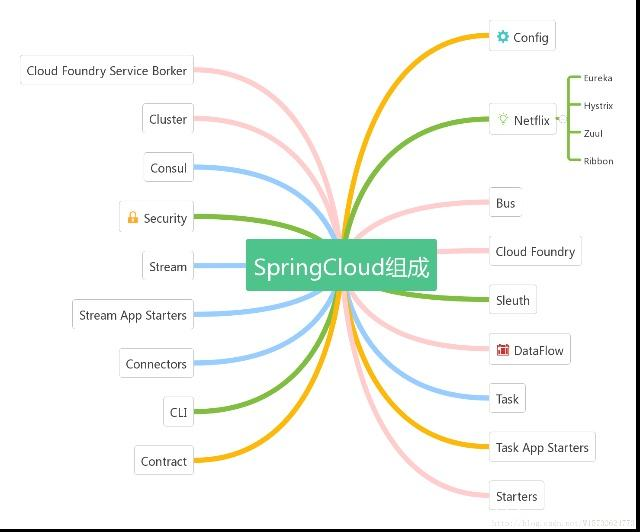 Config
Cloud Foundry Service Borker
Eureka
Hystrix
Netflix
Cluster
Zuul
Ribbon
Consul
Bus
Security
Cloud Foundry
SpringCloud组成
Stream
Sleuth
Stream App Starters
DataFlow
Connectors
Task
CLI
Task App Starters
Contract
Starters